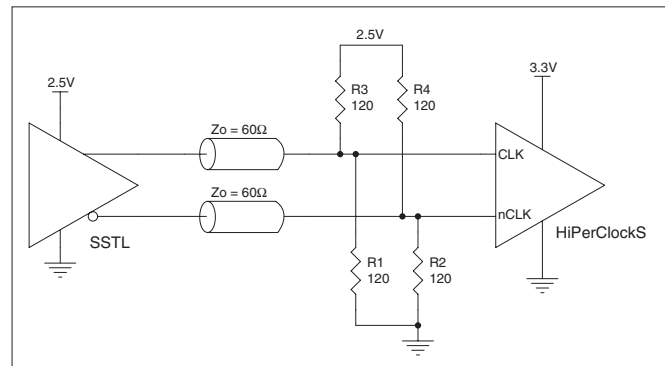 2.5V
2.5V
3.3V
R3
120
R4
120
Zo = 60Ω
CLK
Zo = 60Ω
nCLK
SSTL
HiPerClockS
R1
120
R2
120